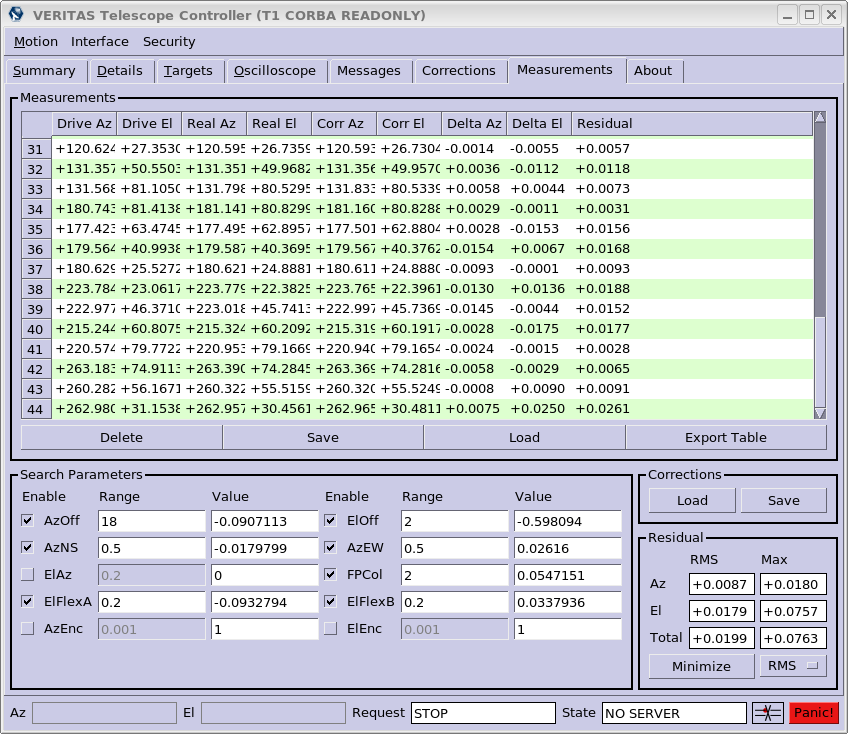 VERITAS Telescope Controller (T1 CORBA READONLY)
Motion Interface Security
Summary Details Targets Oscilloscope Messages Corrections Measurements About
Measurements
Drive Az Drive El Real Az Real El Corr Az Corr El Delta Az Delta El Residual
31 +120.624 +27.3530 +120.595 +26.7359 +120.593 +26.7304 -0.0014 -0.0055 +0.0057
32 +131.357 +50.5503 +131.351 +49.9682 +131.356 +49.9570 +0.0036 -0.0112 +0.0118
33 +131.568 +81.1050 +131.798 +80.5295 +131.833 +80.5339 +0.0058 +0.0044 +0.0073
34 +180.743 +81.4138 +181.141 +80.8299 +181.160 +80.8288 +0.0029 -0.0011 +0.0031
35 +177.423 +63.4745 +177.495 +62.8957 +177.501 +62.8804 +0.0028 -0.0153 +0.0156
36 +179.564 +40.9938 +179.587 +40.3695 +179.567 +40.3762 -0.0154 +0.0067 +0.0168
37 +180.629 +25.5272 +180.621 +24.8881 +180.611 +24.8880 -0.0093 -0.0001 +0.0093
38 +223.784 +23.0617 +223.779 +22.3825 +223.765 +22.3961 -0.0130 +0.0136 +0.0188
39 +222.977 +46.3710 +223.018 +45.7413 +222.997 +45.7369 -0.0145 -0.0044 +0.0152
40 +215.244 +60.8075 +215.324 +60.2092 +215.319 +60.1917 -0.0028 -0.0175 +0.0177
41 +220.574 +79.7722 +220.953 +79.1669 +220.940 +79.1654 -0.0024 -0.0015 +0.0028
42 +263.183 +74.9113 +263.390 +74.2845 +263.369 +74.2816 -0.0058 -0.0029 +0.0065
43 +260.282 +56.1671 +260.322 +55.5159 +260.320 +55.5249 -0.0008 +0.0090 +0.0091
44 +262.980 +31.1538 +262.957 +30.4561 +262.965 +30.4811 +0.0075 +0.0250 +0.0261
Delete Save Load Export Table
Search Parameters
Enable Range Value Enable Range Value
AzOff 18 -0.0907113 ElOff 2 -0.598094
AzNS 0.5 -0.0179799 AzEW 0.5 0.02616
ElAz 0.2 0 FPCol 2 0.0547151
ElFlexA 0.2 -0.0932794 ElFlexB 0.2 0.0337936
AzEnc 0.001 1 ElEnc 0.001 1
Corrections
Load Save
Residual
RMS Max
Az +0.0087 +0.0180
El +0.0179 +0.0757
Total +0.0199 +0.0763
Minimize RMS
Az El Request STOP State NO SERVER Panic!